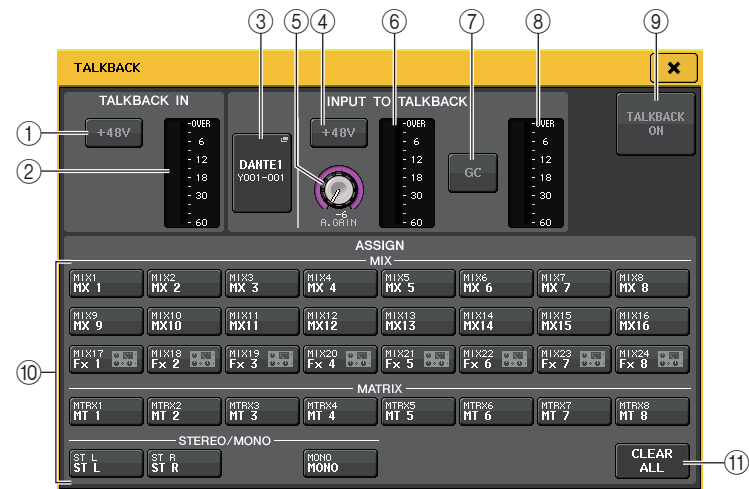 ③ ⑤ ④ ⑥ ⑦ ⑧ ⑨
TALKBACK
TALKBACK IN
INPUT TO TALKBACK
① +48V
②
OVER
6
12
18
30
60
DANTE1
Y001-001
+48V
-6
A.GAIN
OVER
6
12
18
30
60
GC
OVER
6
12
18
30
60
TALKBACK
ON
ASSIGN
MIX
MIX1 MIX2 MIX3 MIX4 MIX5 MIX6 MIX7 MIX8
MX 1 MX 2 MX 3 MX 4 MX 5 MX 6 MX 7 MX 8
MIX9 MIX10 MIX11 MIX12 MIX13 MIX14 MIX15 MIX16
MX 9 MX10 MX11 MX12 MX13 MX14 MX15 MX16
MIX17 MIX18 MIX19 MIX20 MIX21 MIX22 MIX23 MIX24
⑩ Fx 1 Fx 2 Fx 3 Fx 4 Fx 5 Fx 6 Fx 7 Fx 8
MATRIX
MTRX1 MTRX2 MTRX3 MTRX4 MTRX5 MTRX6 MTRX7 MTRX8
MT 1 MT 2 MT 3 MT 4 MT 5 MT 6 MT 7 MT 8
STEREO/MONO
ST L ST R MONO
ST L ST R MONO
CLEAR
ALL
⑪